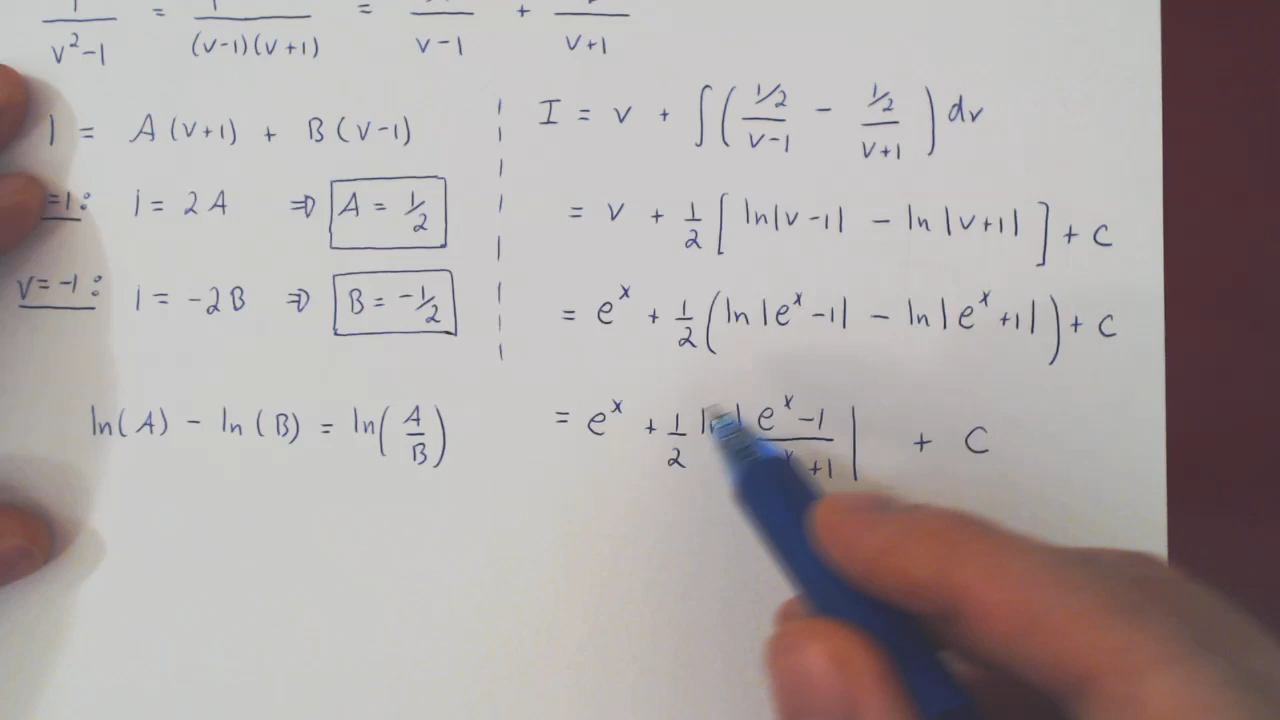 1/(v²-1) = 1/((v-1)(v+1)) = /(v-1) + /(v+1)
1 = A(v+1) + B(v-1)
=1: 1 = 2A ⇒ A = 1/2
v=-1: 1 = -2B ⇒ B = -1/2
ln(A) - ln(B) = ln(A/B)
I = v + ∫((1/2)/(v-1) - (1/2)/(v+1)) dv
= v + 1/2 [ln|v-1| - ln|v+1|] + C
= e^x + 1/2 (ln|e^x -1| - ln|e^x +1|) + C
= e^x + 1/2 ln|(e^x -1)/(^x +1)| + C